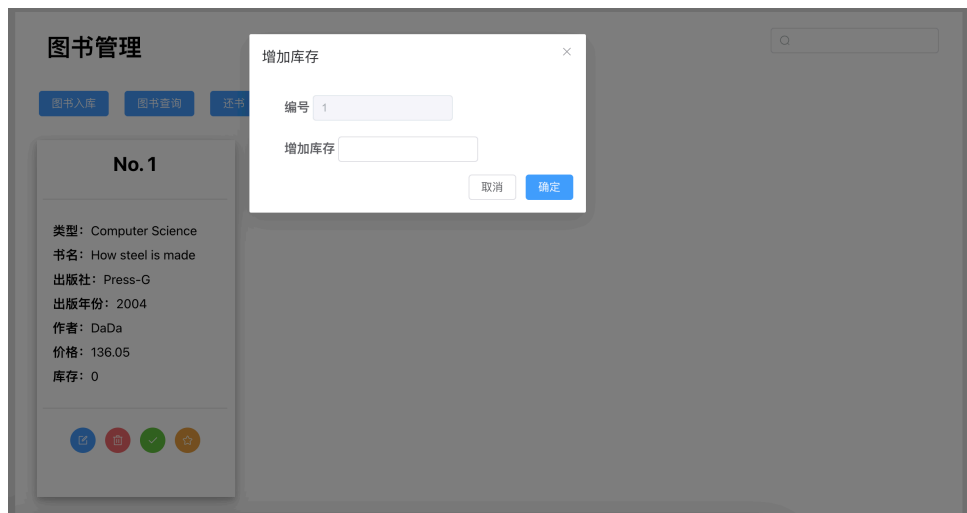 图书管理
图书入库
图书查询
还书
增加库存
编号 1
增加库存
取消
确定
No. 1
类型：Computer Science
书名：How steel is made
出版社：Press-G
出版年份：2004
作者：DaDa
价格：136.05
库存：0